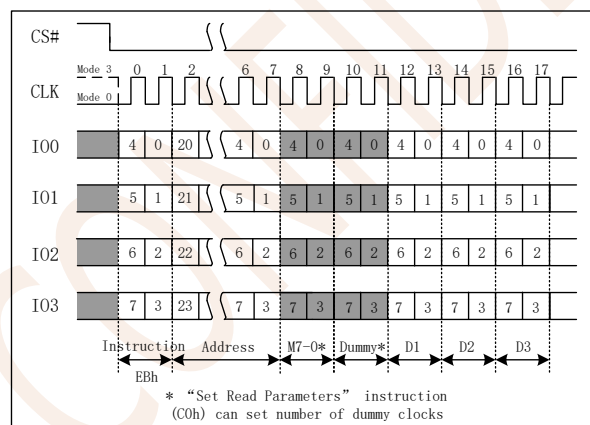 CS#
Mode 3 0 1 2 6 7 8 9 10 11 12 13 14 15 16 17
CLK
Mode 0
IO0 4 0 20 4 0 4 0 4 0 4 0 4 0 4 0
IO1 5 1 21 5 1 5 1 5 1 5 1 5 1 5 1
IO2 6 2 22 6 2 6 2 6 2 6 2 6 2 6 2
IO3 7 3 23 7 3 7 3 7 3 7 3 7 3 7 3
Instruction Address M7-0* Dummy* D1 D2 D3
EBh
* “Set Read Parameters” instruction
(C0h) can set number of dummy clocks